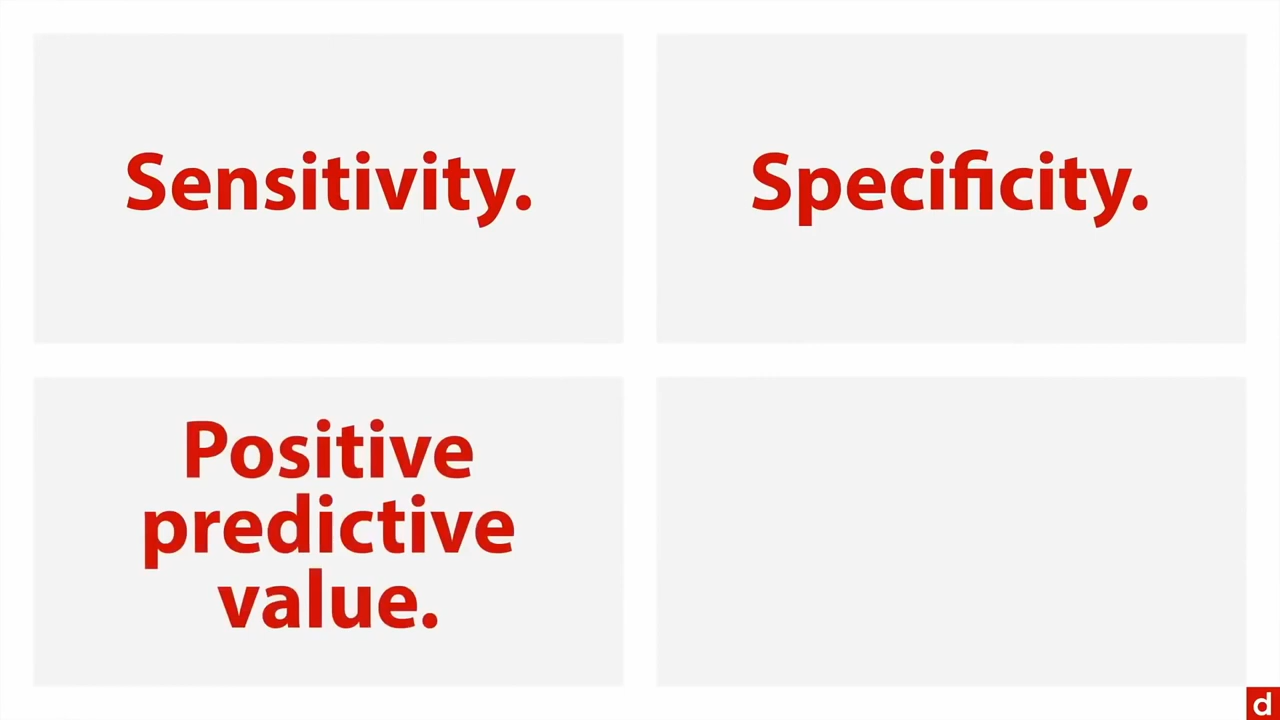 Sensitivity.
Specificity.
Positive
predictive
value.
d